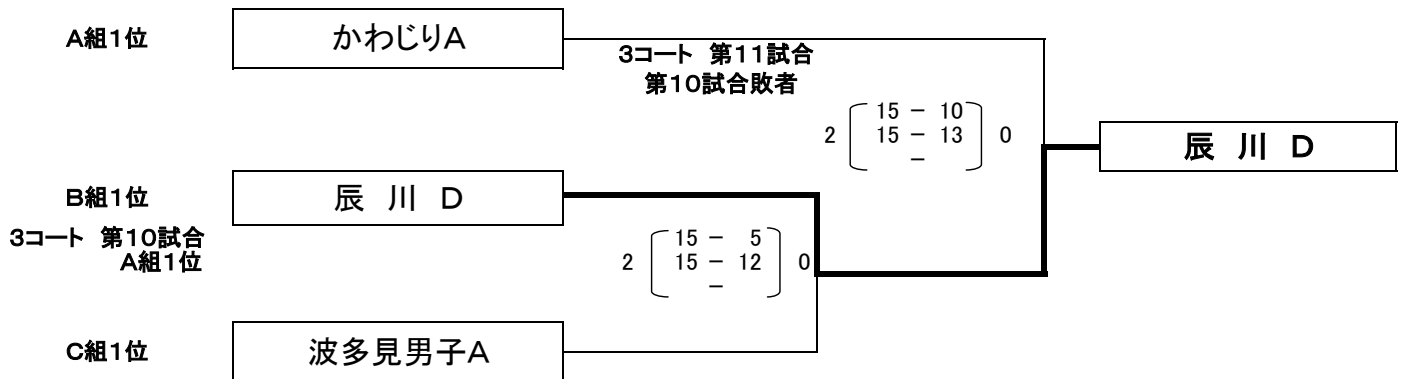 A組1位
かわじりA
3コート 第11試合
第10試合敗者
15 － 10
2 15 － 13 0
－
辰 川 D
B組1位
辰 川 D
3コート 第10試合
A組1位
15 － 5
2 15 － 12 0
－
C組1位
波多見男子A